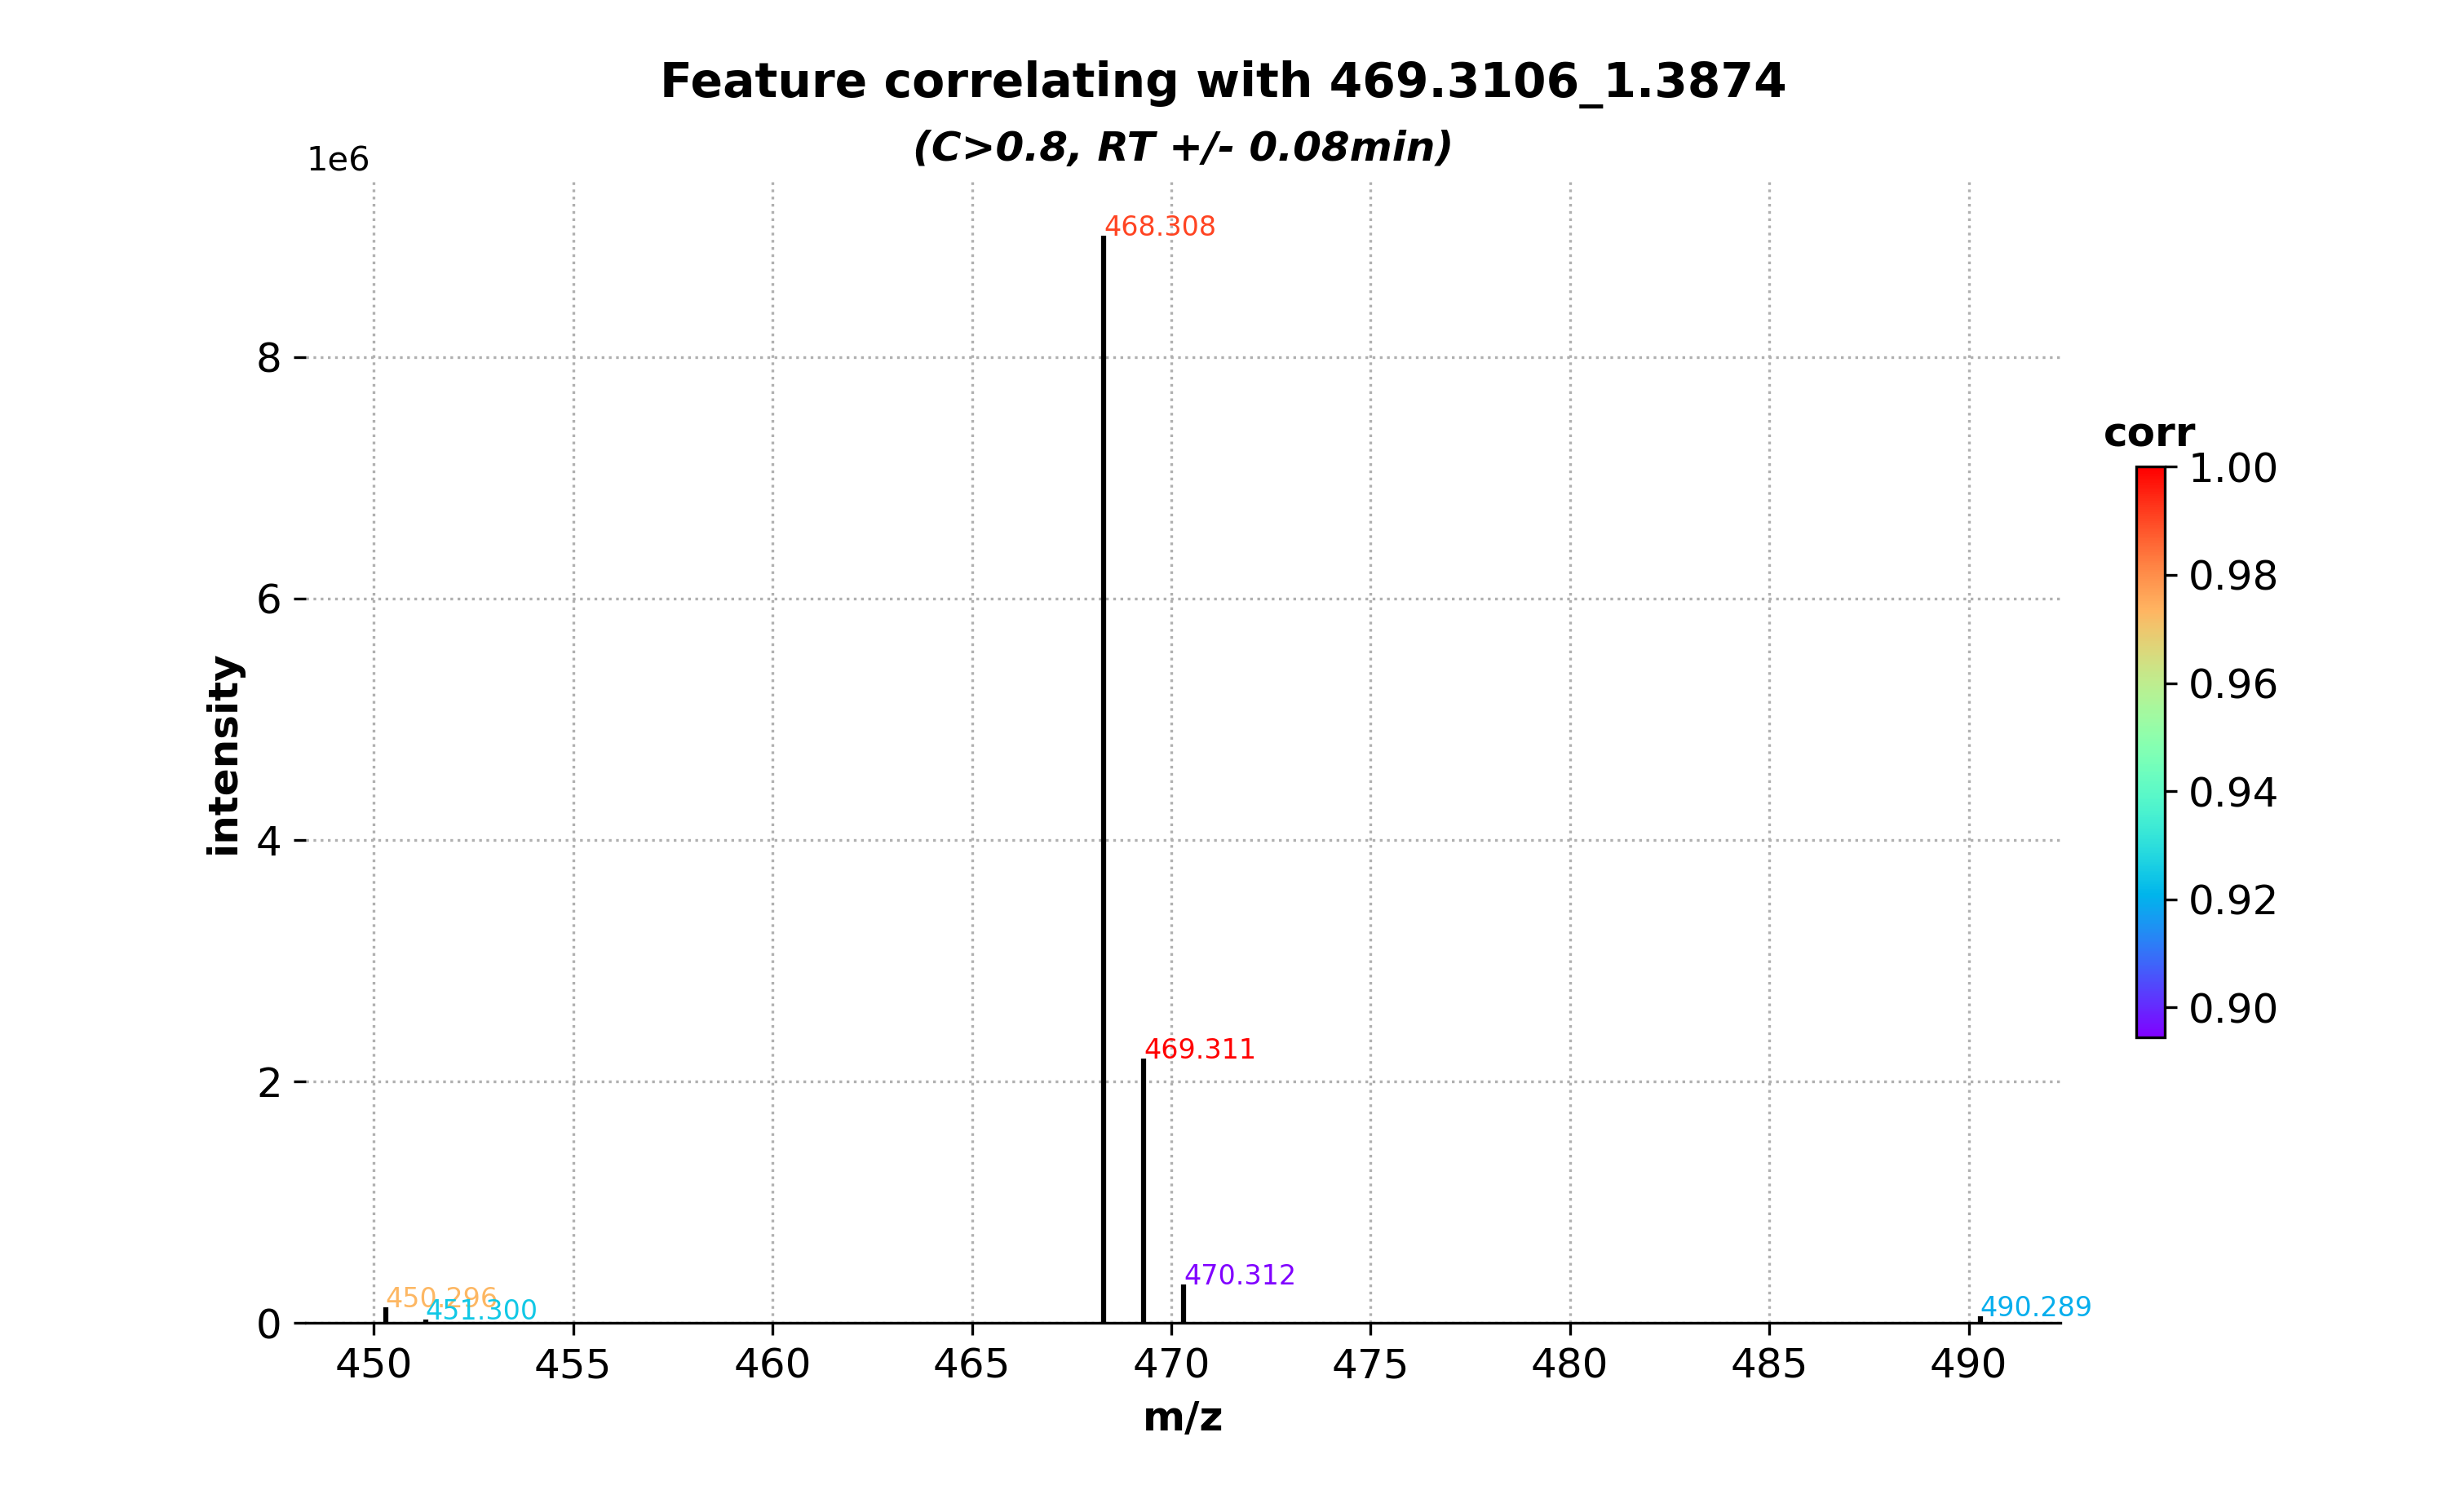 Feature correlating with 469.3106_1.3874
(C>0.8, RT +/- 0.08min)
1e6
468.308
8
corr
1.00
0.98
6
0.96
intensity
0.94
4
0.92
0.90
469.311
2
470.312
450.296
451.300
490.289
0
450 455 460 465 470 475 480 485 490
m/z